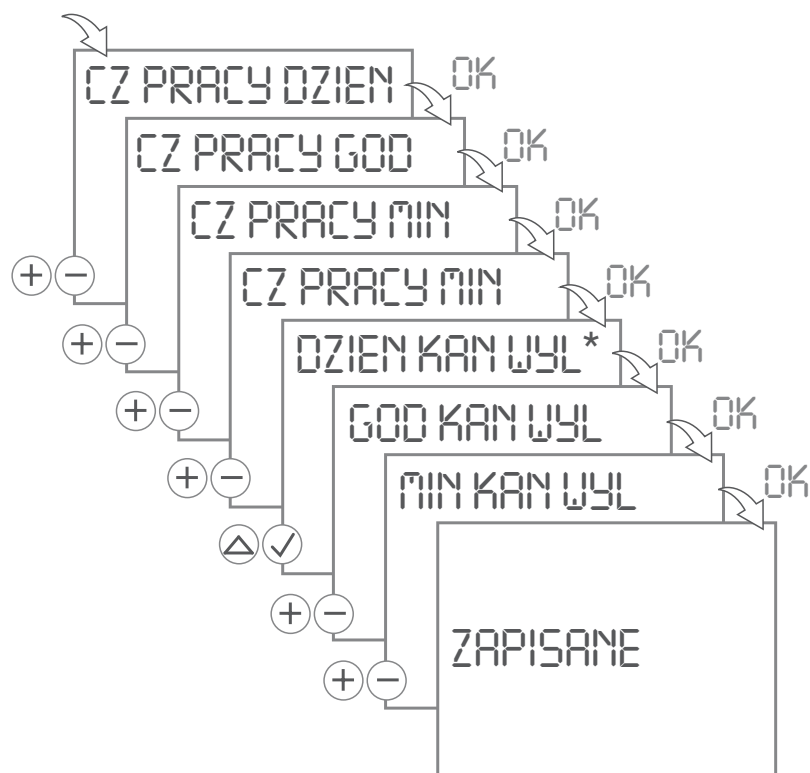 CZ PRACY DZIEN
OK
CZ PRACY GOD
OK
CZ PRACY MIN
OK
CZ PRACY MIN
OK
DZIEN KAN WYL*
OK
GOD KAN WYL
OK
MIN KAN WYL
OK
ZAPISANE